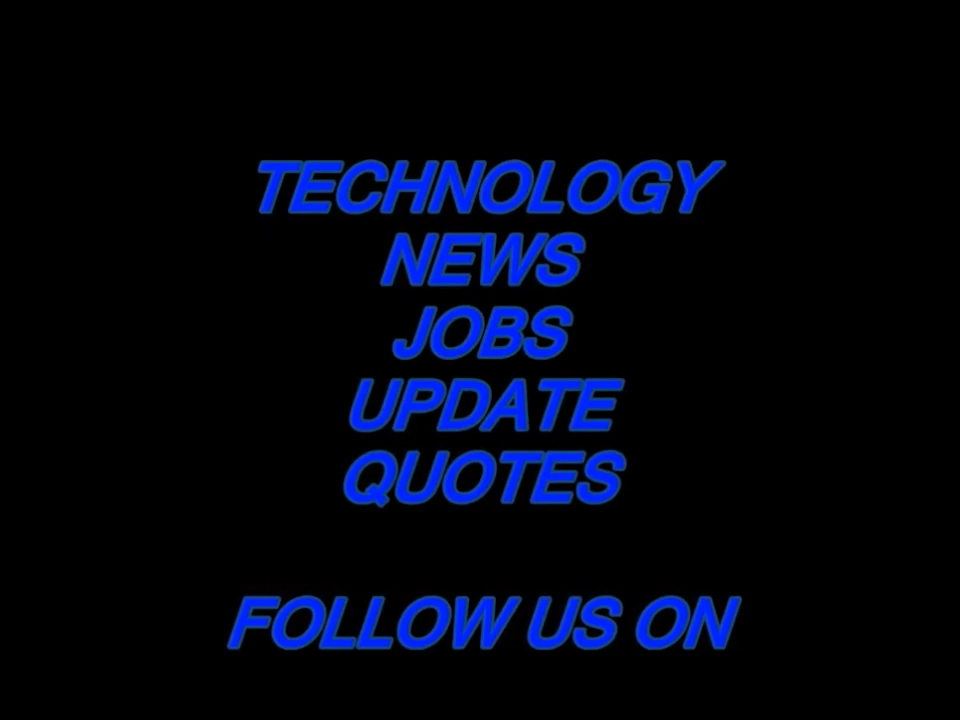 TECHNOLOGY
NEWS
JOBS
UPDATE
QUOTES
FOLLOW US ON